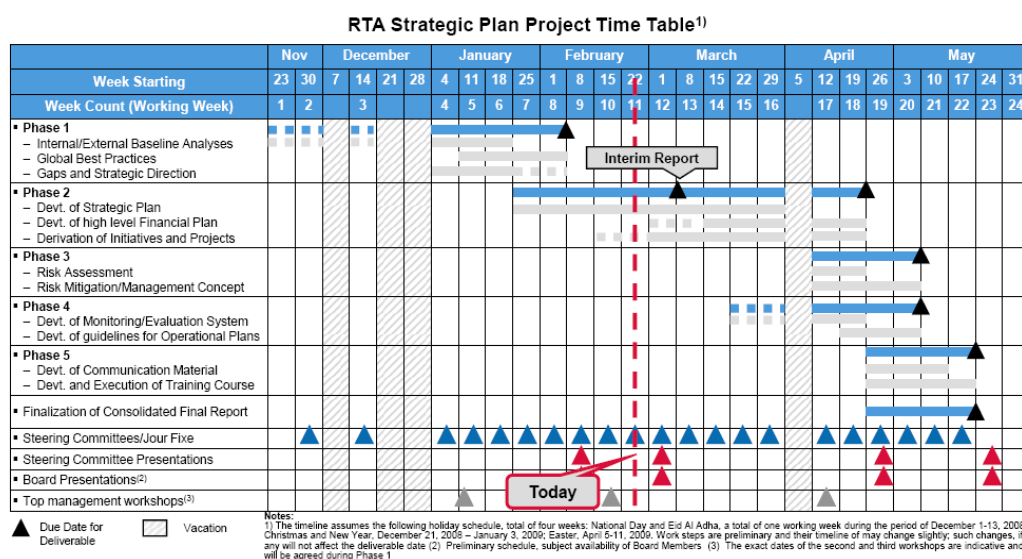 RTA Strategic Plan Project Time Table1)
Nov December January February March April May
Week Starting 23 30 7 14 21 28 4 11 18 25 1 8 15 22 1 8 15 22 29 5 12 19 26 3 10 17 24 31
Week Count (Working Week) 1 2 3 4 5 6 7 8 9 10 11 12 13 14 15 16 17 18 19 20 21 22 23 24
▪ Phase 1
– Internal/External Baseline Analyses
– Global Best Practices
– Gaps and Strategic Direction
Interim Report
▪ Phase 2
– Devt. of Strategic Plan
– Devt. of high level Financial Plan
– Derivation of Initiatives and Projects
▪ Phase 3
– Risk Assessment
– Risk Mitigation/Management Concept
▪ Phase 4
– Devt. of Monitoring/Evaluation System
– Devt. of guidelines for Operational Plans
▪ Phase 5
– Devt. of Communication Material
– Devt. and Execution of Training Course
▪ Finalization of Consolidated Final Report
▪ Steering Committees/Jour Fixe
▪ Steering Committee Presentations
▪ Board Presentations(2)
▪ Top management workshops(3)
Today
Due Date for
Deliverable
Vacation
Notes:
1) The timeline assumes the following holiday schedule, total of four weeks: National Day and Eid Al Adha, a total of one working week during the period of December 1-13, 2008
Christmas and New Year, December 21, 2008 – January 3, 2009; Easter, April 5-11, 2009. Work steps are preliminary and their timeline of may change slightly; such changes, i
any will not affect the deliverable date (2) Preliminary schedule, subject availability of Board Members (3) The exact dates of the second and third workshops are indicative and
will be agreed during Phase 1